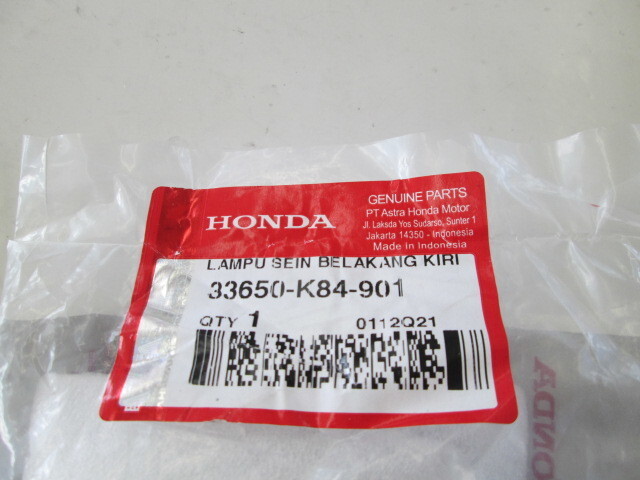 HONDA
GENUINE PARTS
PT Astra Honda Motor
Jl. Laksda Yos Sudarso, Sunter 1
Jakarta 14350 - Indonesia
Made In Indonesia
LAMPU SEIN BELAKANG KIRI
33650-K84-901
QTY 1
0112Q21
HONDA